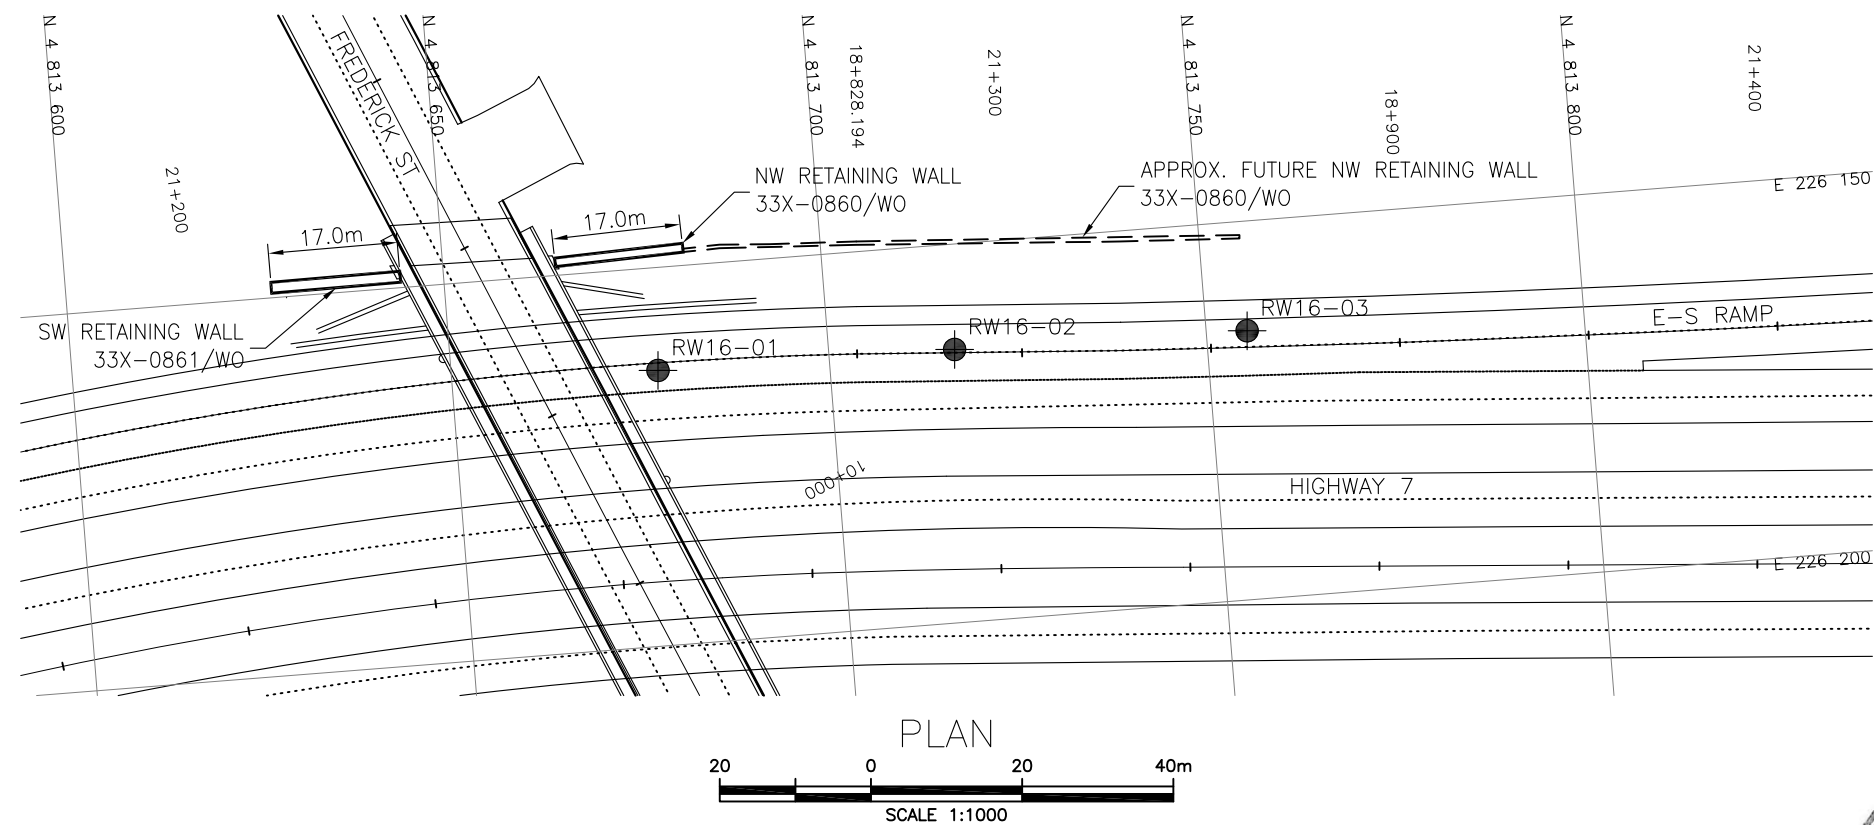 N 4 813 600
N 4 813 650
N 4 813 700
18+828.194
21+300
N 4 813 750
18+900
N 4 813 800
21+400
FREDERICK ST
21+200
NW RETAINING WALL
33X-0860/WO
APPROX. FUTURE NW RETAINING WALL
33X-0860/WO
E 226 150
17.0m
17.0m
SW RETAINING WALL
33X-0861/WO
RW16-01
RW16-02
RW16-03
E-S RAMP
10+000
HIGHWAY 7
E 226 200
PLAN
20 0 20 40m
SCALE 1:1000